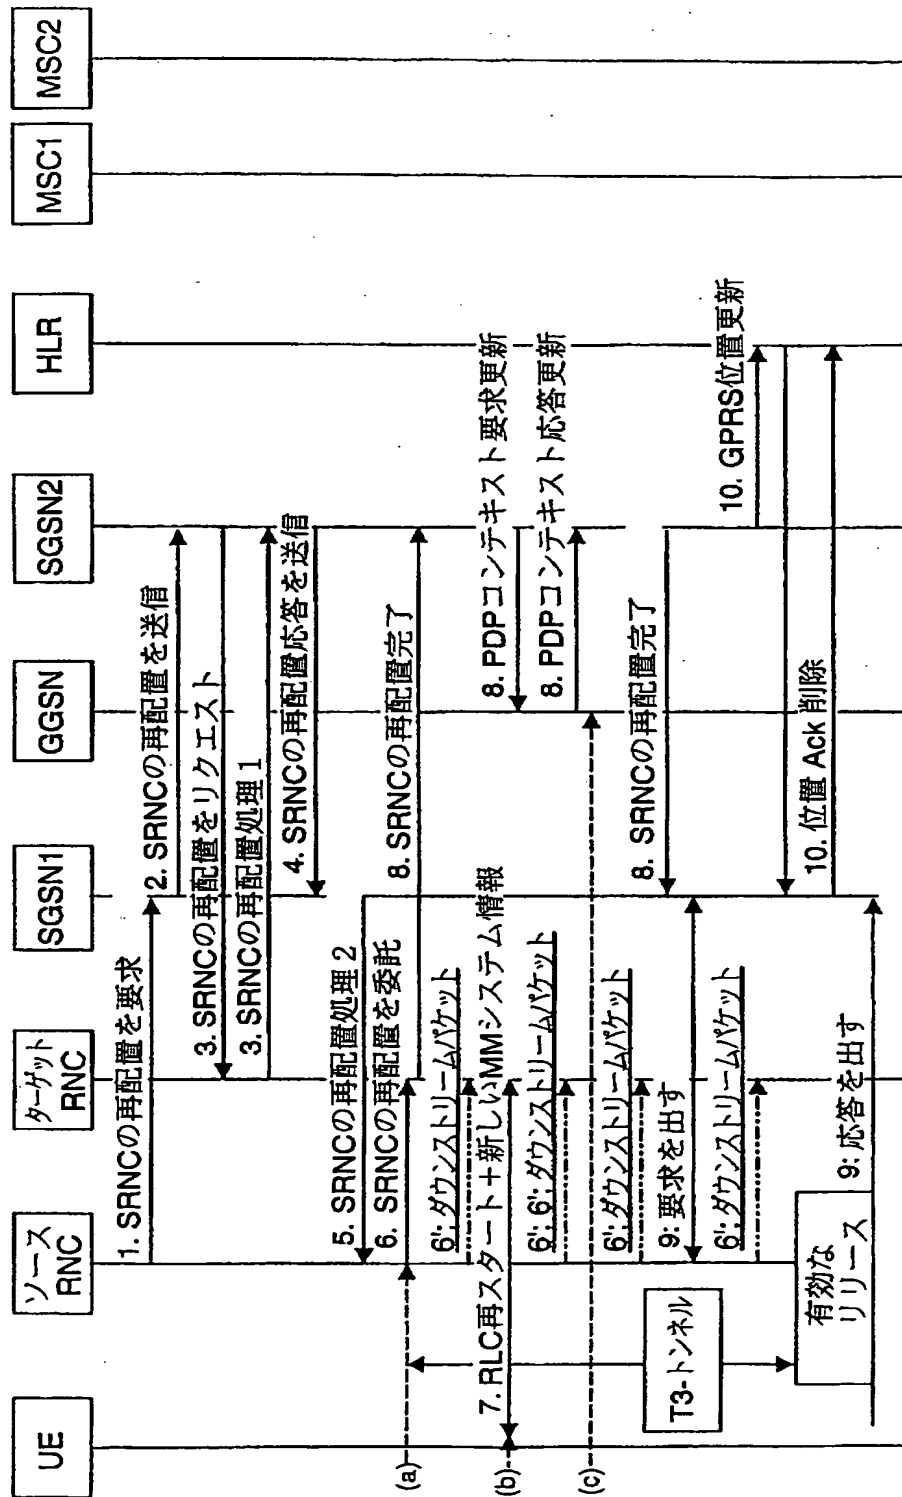 UE
ソース
RNC
ターゲット
RNC
SGSN1
GGSN
SGSN2
HLR
MSC1
MSC2
1. SRNCの再配置を要求
2. SRNCの再配置を送信
3. SRNCの再配置をリクエスト
3. SRNCの再配置処理1
4. SRNCの再配置応答を送信
5. SRNCの再配置処理2
6. SRNCの再配置を委託
(a)
8. SRNCの再配置完了
6': ダウンストリームパケット
7. RLC再スタート+新しいMMシステム情報
(b)
8. PDPコンテキスト要求更新
6'; 6': ダウンストリームパケット
8. PDPコンテキスト応答更新
(c)
6': ダウンストリームパケット
8. SRNCの再配置完了
9: 要求を出す
T3-トンネル
6': ダウンストリームパケット
10. GPRS位置更新
10. 位置 Ack 削除
有効な
リリース
9: 応答を出す